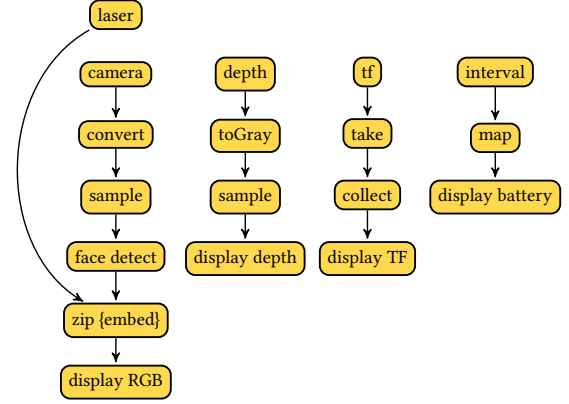 laser
camera
convert
sample
face detect
zip {embed}
display RGB
depth
toGray
sample
display depth
tf
take
collect
display TF
interval
map
display battery